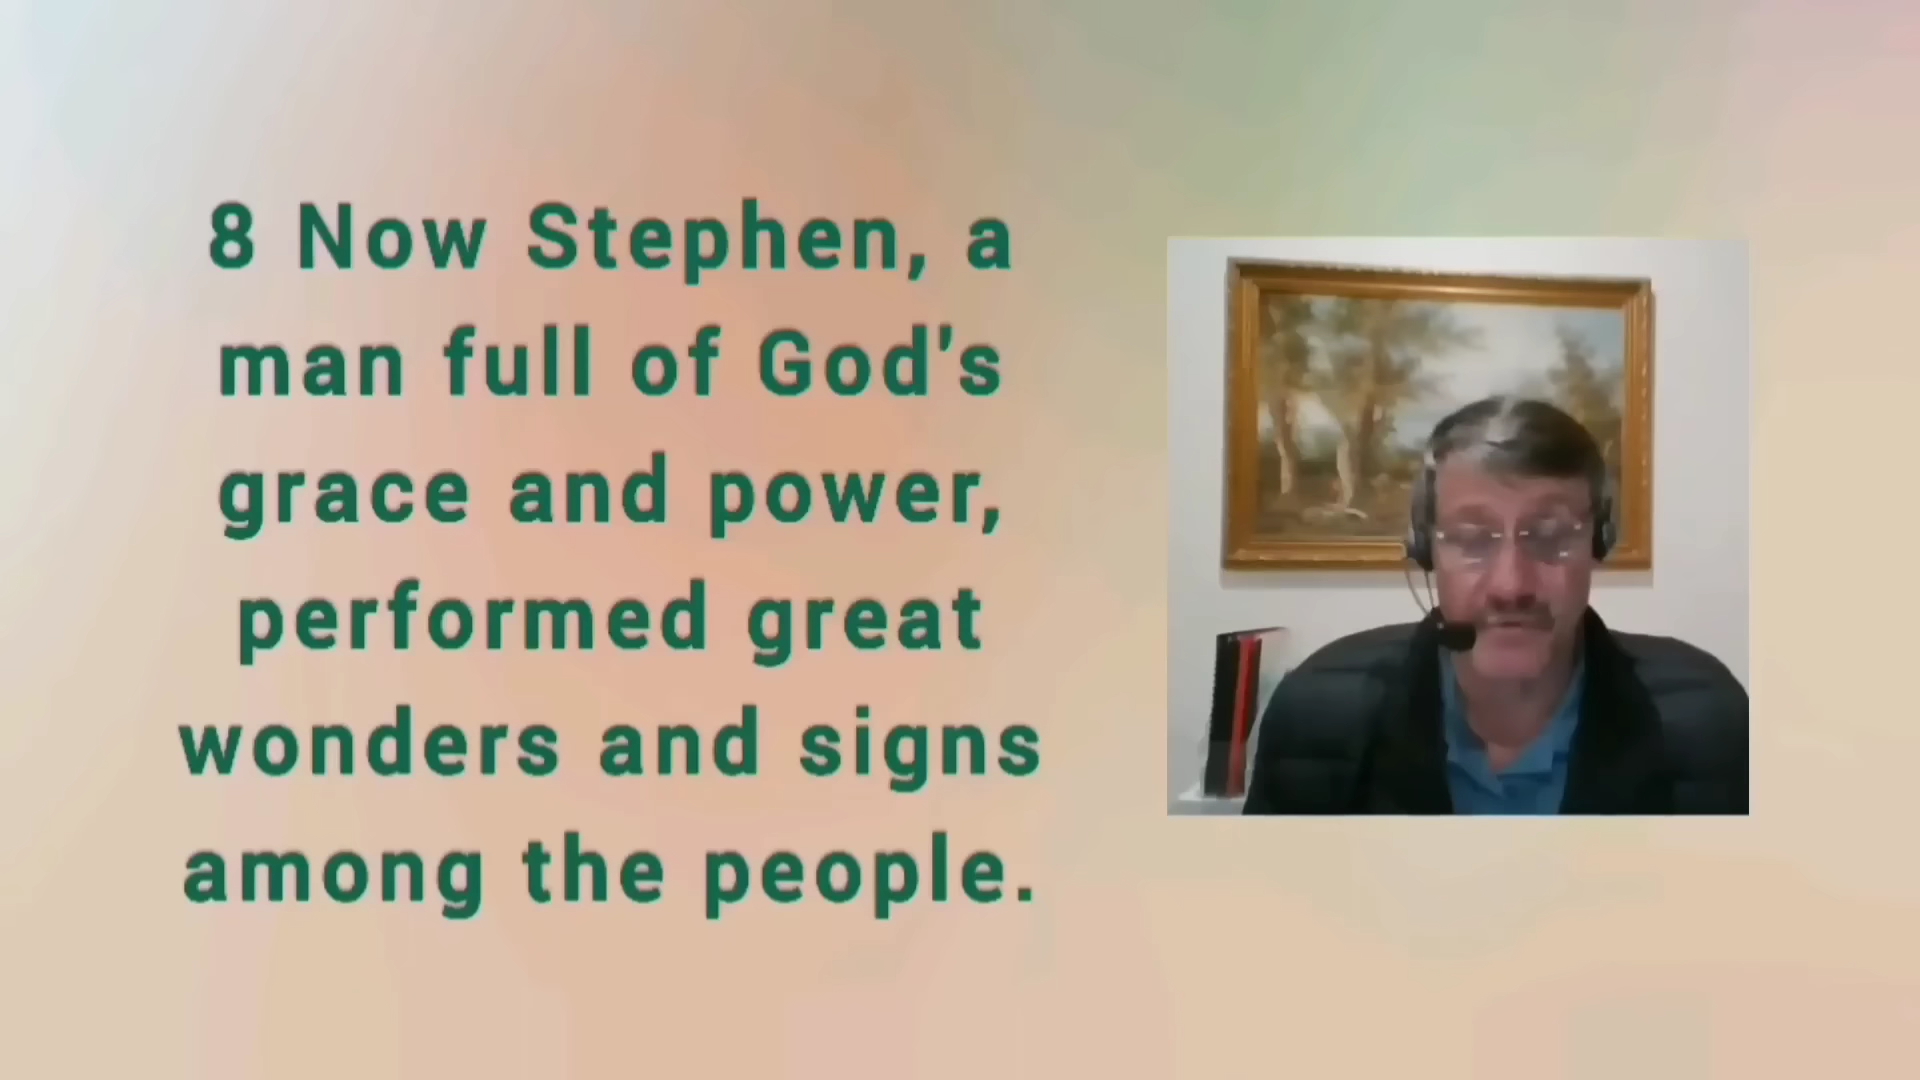 8 Now Stephen, a
man full of God's
grace and power,
performed great
wonders and signs
among the people.